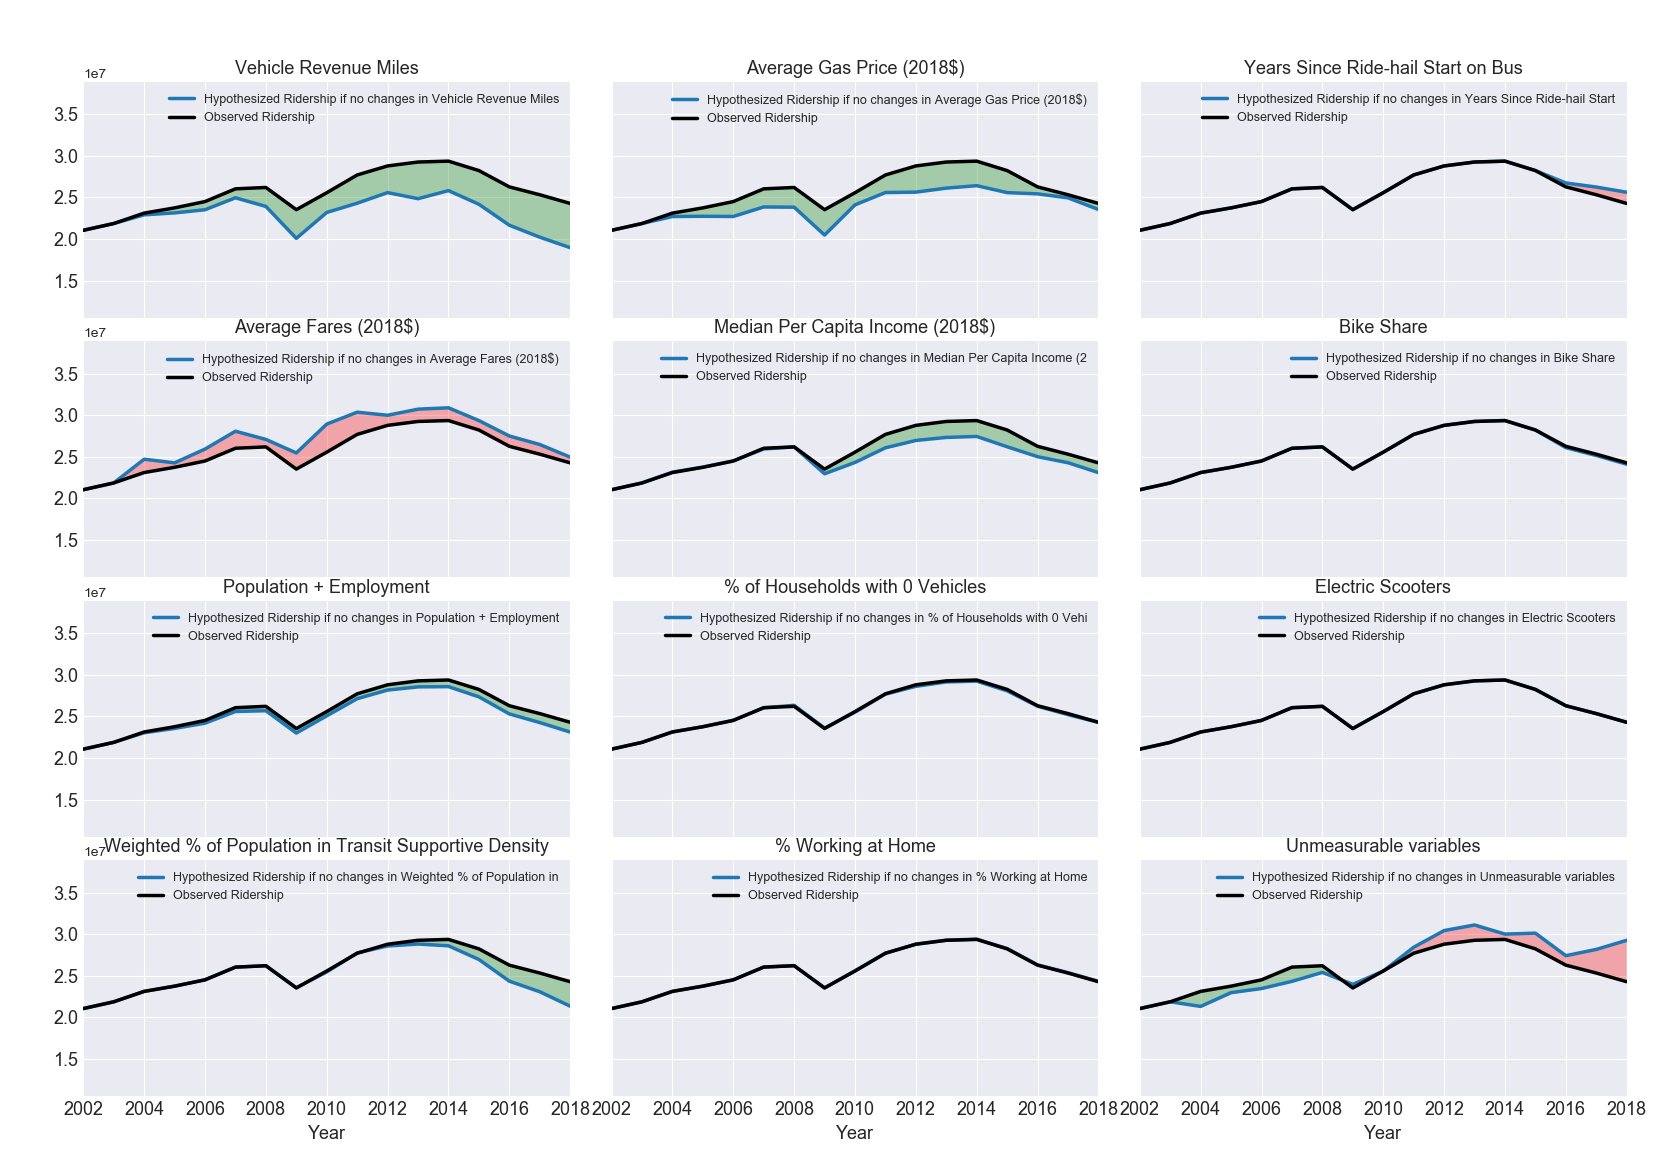 Vehicle Revenue Miles
1e7
Hypothesized Ridership if no changes in Vehicle Revenue Miles
Observed Ridership
3.5
3.0
2.5
2.0
1.5
Average Gas Price (2018$)
Hypothesized Ridership if no changes in Average Gas Price (2018$)
Observed Ridership
Years Since Ride-hail Start on Bus
Hypothesized Ridership if no changes in Years Since Ride-hail Start
Observed Ridership
Average Fares (2018$)
1e7
Hypothesized Ridership if no changes in Average Fares (2018$)
Observed Ridership
3.5
3.0
2.5
2.0
1.5
Median Per Capita Income (2018$)
Hypothesized Ridership if no changes in Median Per Capita Income (2
Observed Ridership
Bike Share
Hypothesized Ridership if no changes in Bike Share
Observed Ridership
Population + Employment
1e7
Hypothesized Ridership if no changes in Population + Employment
Observed Ridership
3.5
3.0
2.5
2.0
1.5
% of Households with 0 Vehicles
Hypothesized Ridership if no changes in % of Households with 0 Vehi
Observed Ridership
Electric Scooters
Hypothesized Ridership if no changes in Electric Scooters
Observed Ridership
Weighted % of Population in Transit Supportive Density
1e7
Hypothesized Ridership if no changes in Weighted % of Population in
Observed Ridership
3.5
3.0
2.5
2.0
1.5
2002 2004 2006 2008 2010 2012 2014 2016 2018
Year
% Working at Home
Hypothesized Ridership if no changes in % Working at Home
Observed Ridership
2002 2004 2006 2008 2010 2012 2014 2016 2018
Year
Unmeasurable variables
Hypothesized Ridership if no changes in Unmeasurable variables
Observed Ridership
2002 2004 2006 2008 2010 2012 2014 2016 2018
Year